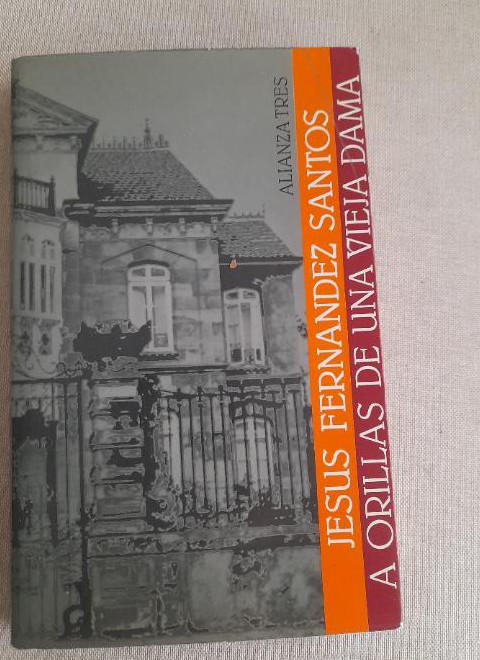 ALIANZA TRES
JESUS FERNANDEZ SANTOS
A ORILLAS DE UNA VIEJA DAMA